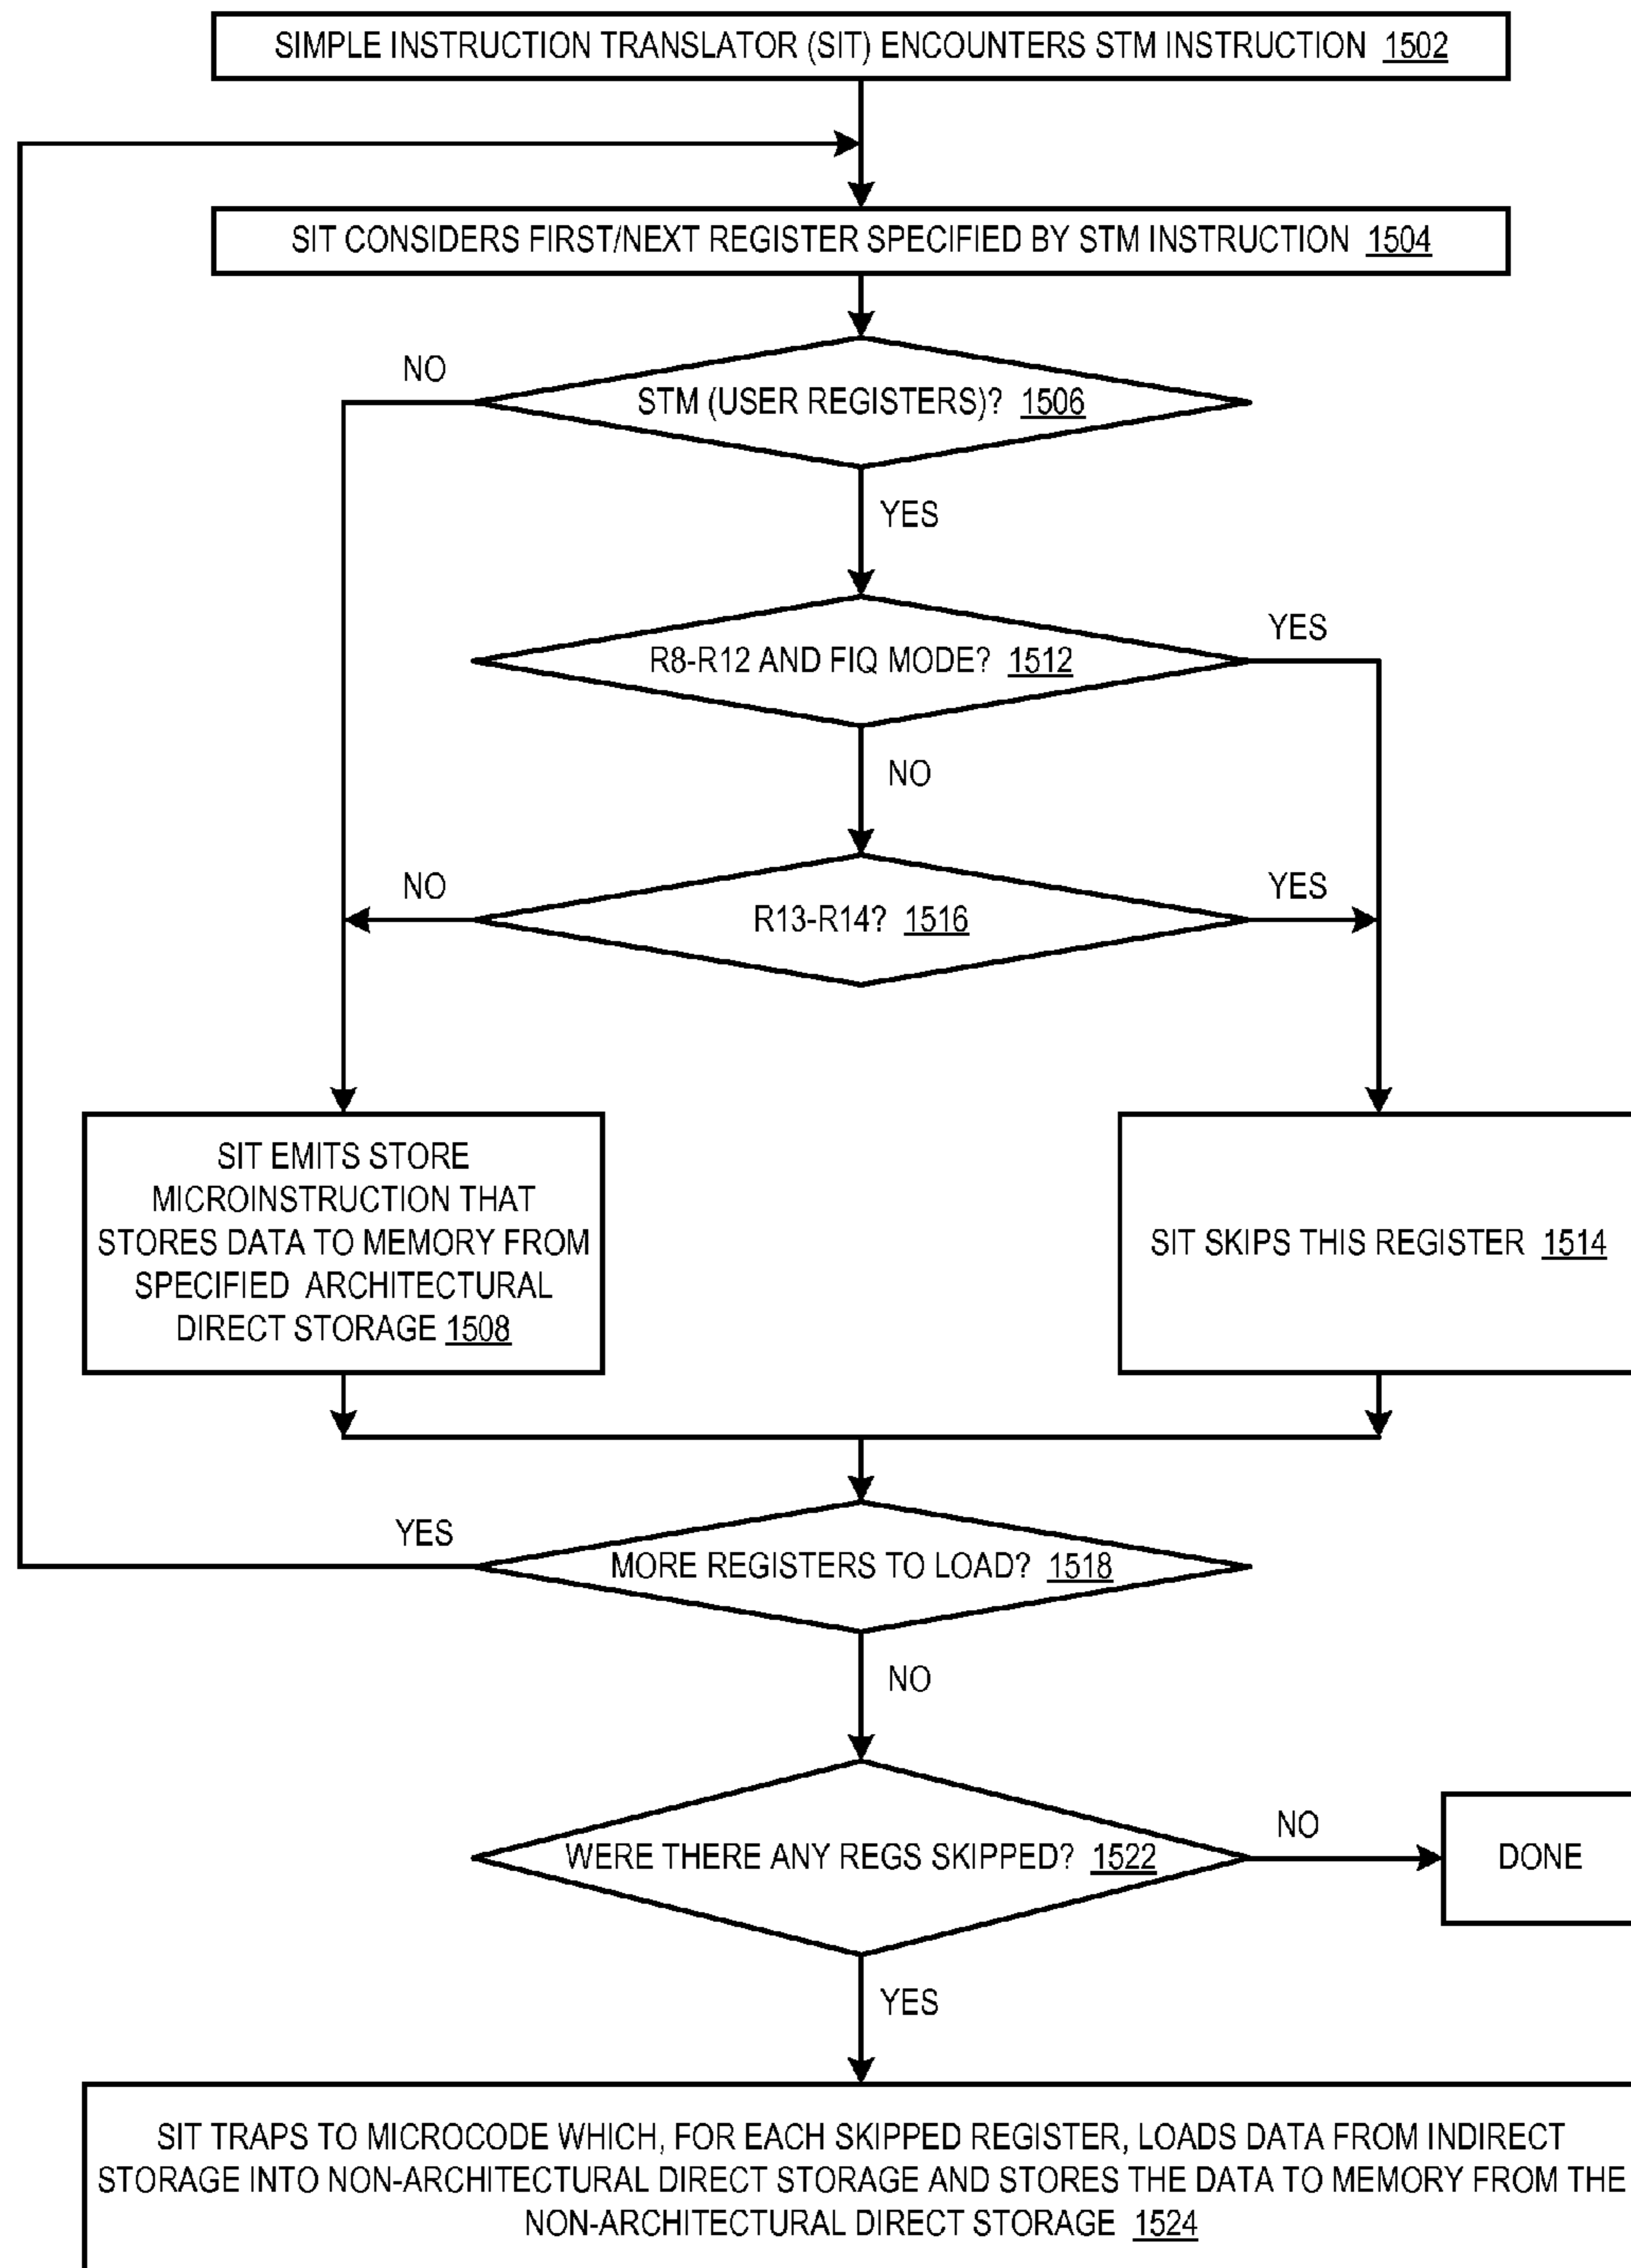 SIMPLE INSTRUCTION TRANSLATOR (SIT) ENCOUNTERS STM INSTRUCTION 1502
SIT CONSIDERS FIRST/NEXT REGISTER SPECIFIED BY STM INSTRUCTION 1504
NO
STM (USER REGISTERS)? 1506
YES
YES
R8-R12 AND FIQ MODE? 1512
NO
NO
YES
R13-R14? 1516
SIT EMITS STORE
MICROINSTRUCTION THAT
STORES DATA TO MEMORY FROM
SPECIFIED ARCHITECTURAL
DIRECT STORAGE 1508
SIT SKIPS THIS REGISTER 1514
YES
MORE REGISTERS TO LOAD? 1518
NO
NO
WERE THERE ANY REGS SKIPPED? 1522
DONE
YES
SIT TRAPS TO MICROCODE WHICH, FOR EACH SKIPPED REGISTER, LOADS DATA FROM INDIRECT
STORAGE INTO NON-ARCHITECTURAL DIRECT STORAGE AND STORES THE DATA TO MEMORY FROM THE
NON-ARCHITECTURAL DIRECT STORAGE 1524